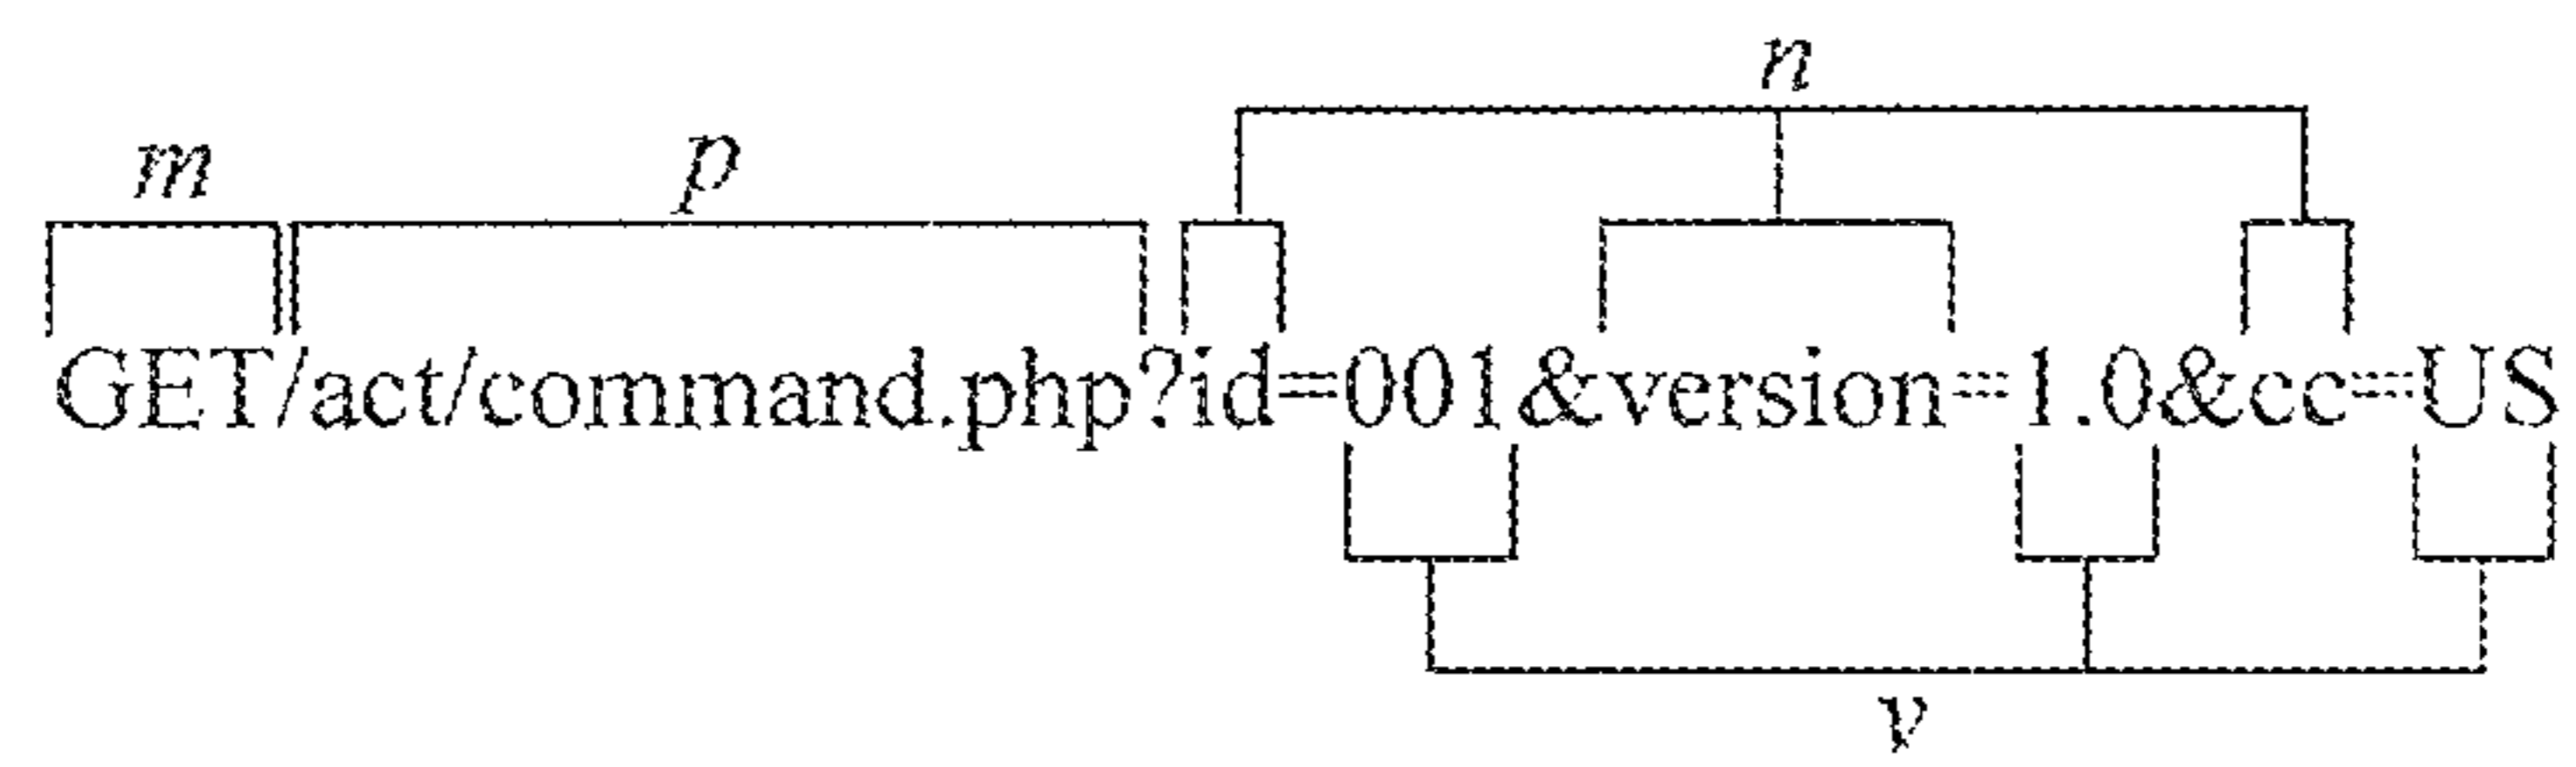 n
m p
GET/act/command.php?id=001&version=1.0&cc=US
v